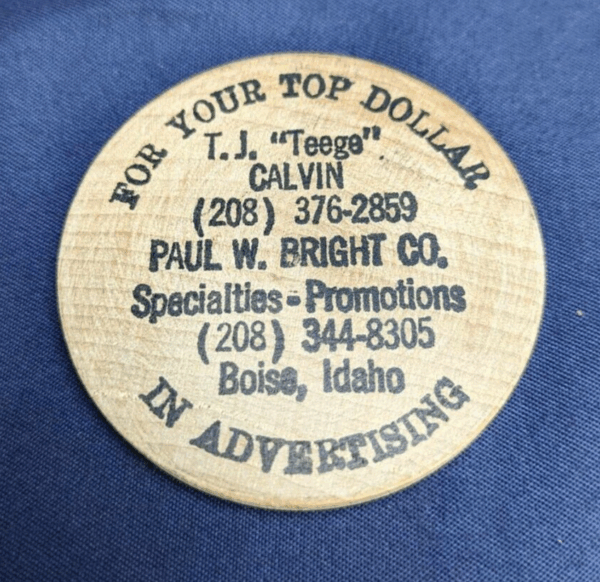 FOR YOUR TOP DOLLAR
T.J. "Teege"
CALVIN
(208) 376-2859
PAUL W. BRIGHT CO.
Specialties-Promotions
(208) 344-8305
Boise, Idaho
IN ADVERTISING